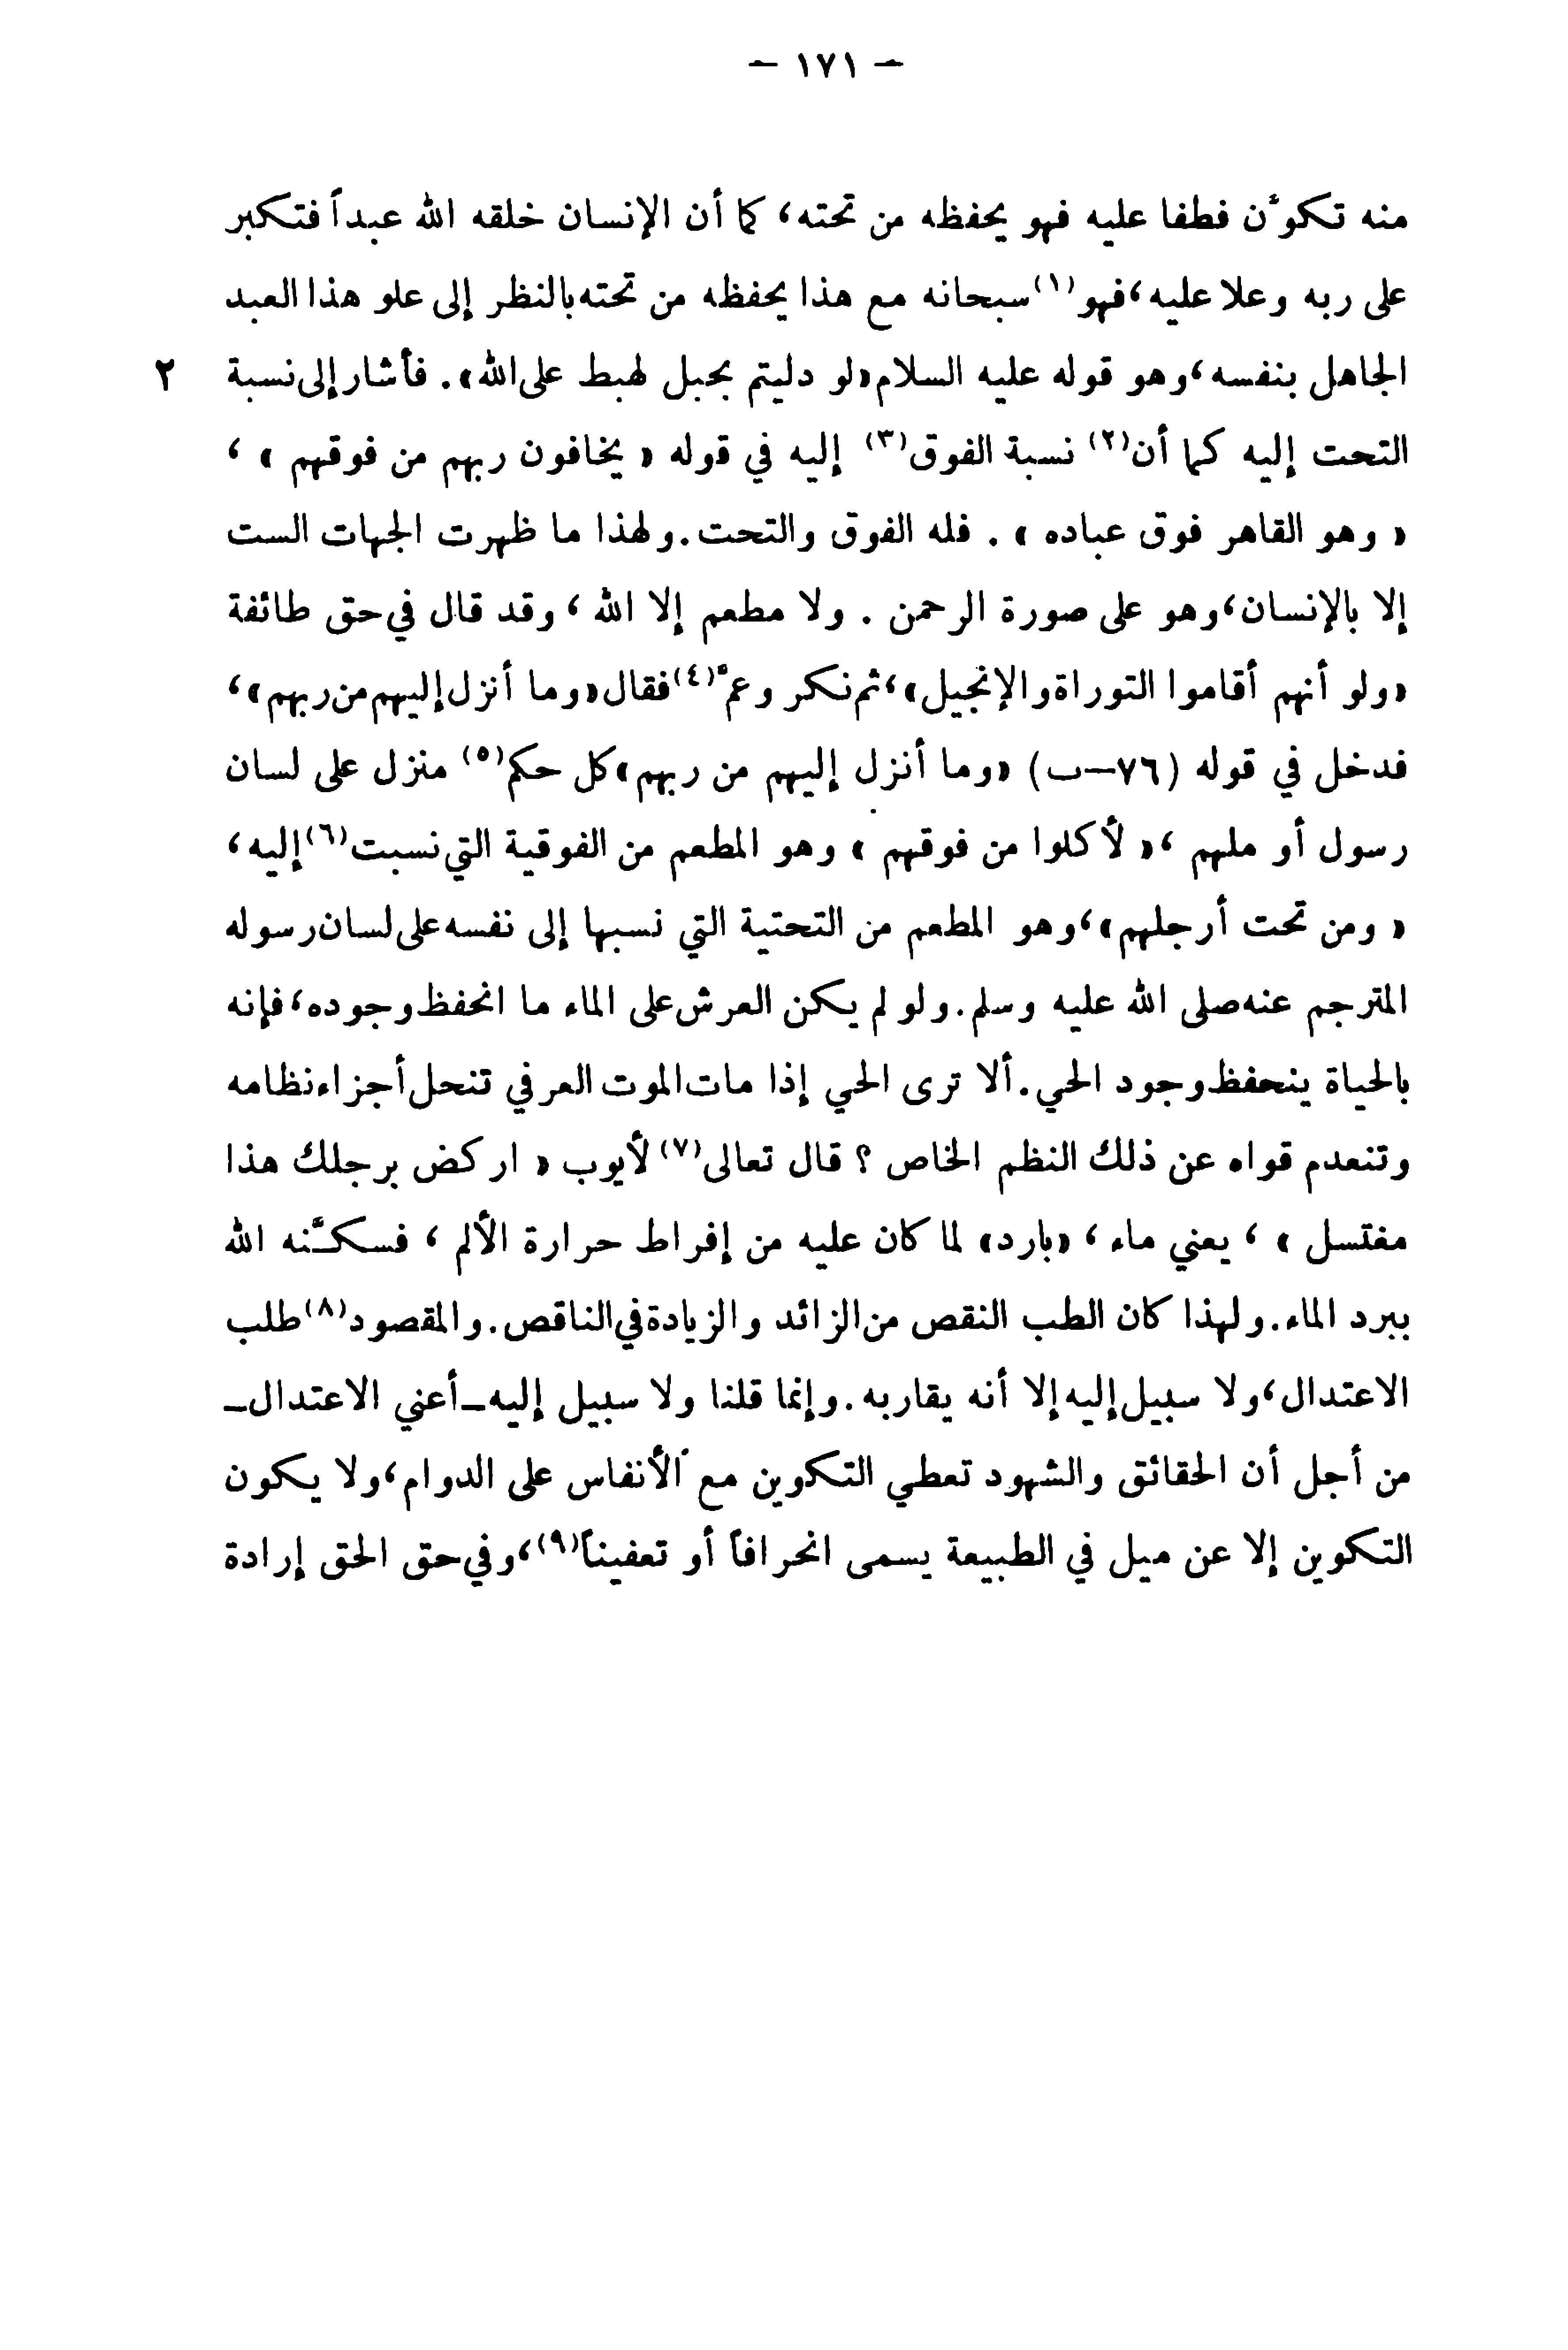 – ١٧١ –
منه تكوَّن فطفا عليه فهو يحفظه من تحته، كما أن الإنسان خلقه الله عبداً فتكبر
على ربه وعلا عليه، فهو(١) سبحانه مع هذا يحفظه من تحته بالنظر إلى علو هذا العبد
الجاهل بنفسه، وهو قوله عليه السلام «لو دليتم بحبل لهبط على الله». فأشار إلى نسبة ٢
التحت إليه كما أن(٢) نسبة الفوق(٣) إليه في قوله « يخافون ربهم من فوقهم » ،
« وهو القاهر فوق عباده » . فله الفوق والتحت. ولهذا ما ظهرت الجهات الست
إلا بالإنسان، وهو على صورة الرحمن . ولا مطعم إلا الله ، وقد قال في حق طائفة
«ولو أنهم أقاموا التوراة والإنجيل»، ثم نكر وعمَّ(٤) فقال «وما أنزل إليهم من ربهم»،
فدخل في قوله (٧٦–ب) «وما أنزل إليهم من ربهم» كل حكم(٥) منزل على لسان
رسول أو ملهم ، « لأكلوا من فوقهم » وهو المطعم من الفوقية التي نسبت(٦) إليه،
« ومن تحت أرجلهم»، وهو المطعم من التحتية التي نسبها إلى نفسه على لسان رسوله
المترجم عنه صلى الله عليه وسلم. ولو لم يكن العرش على الماء ما انحفظ وجوده، فإنه
بالحياة ينحفظ وجود الحي. ألا ترى الحي إذا مات الموت العرفي تنحل أجزاء نظامه
وتنعدم قواه عن ذلك النظم الخاص ؟ قال تعالى(٧) لأيوب « اركض برجلك هذا
مغتسل » ، يعني ماء ، «بارد» لما كان عليه من إفراط حرارة الألم ، فسكَّنه الله
ببرد الماء. ولهذا كان الطب النقص من الزائد والزيادة في الناقص. والمقصود(٨) طلب
الاعتدال، ولا سبيل إليه إلا أنه يقاربه. وإنما قلنا ولا سبيل إليه–أعني الاعتدال–
من أجل أن الحقائق والشهود تعطي التكوين مع الأنفاس على الدوام، ولا يكون
التكوين إلا عن ميل في الطبيعة يسمى انحرافاً أو تعفيناً(٩)، وفي حق الحق إرادة